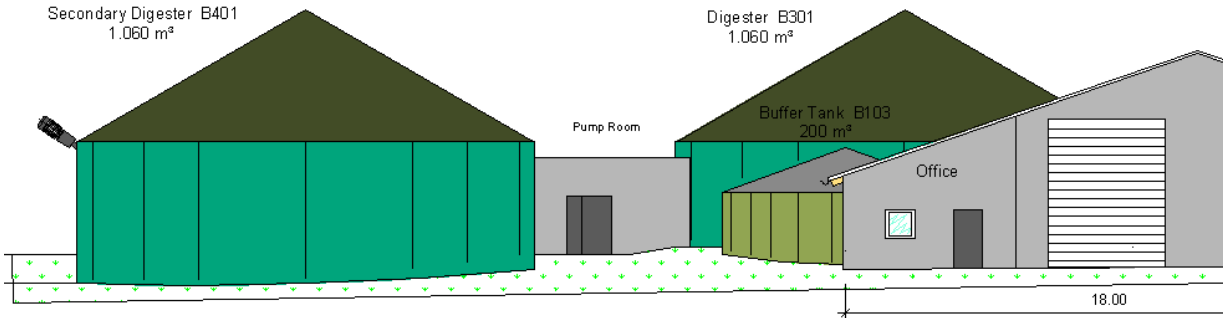 Secondary Digester B401
1.060 m³
Digester B301
1.060 m³
Buffer Tank B103
200 m³
Pump Room
Office
18.00